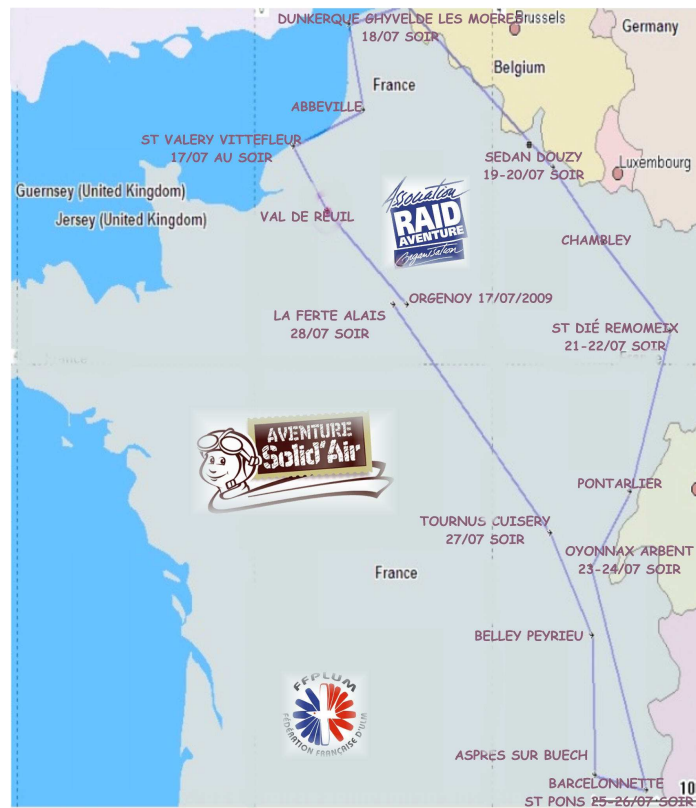 DUNKERQUE GHYVELDE LES MOERES
18/07 SOIR
Brussels
Germany
Belgium
France
ABBEVILLE
ST VALERY VITTEFLEUR
17/07 AU SOIR
SEDAN DOUZY
19-20/07 SOIR
Luxembourg
Guernsey (United Kingdom)
Jersey (United Kingdom)
Association
RAID
AVENTURE
Organisation
VAL DE REUIL
CHAMBLEY
ORGENOY 17/07/2009
LA FERTE ALAIS
28/07 SOIR
ST DIÉ REMOMEIX
21-22/07 SOIR
AVENTURE
Solid'Air
PONTARLIER
TOURNUS CUISERY
27/07 SOIR
OYONNAX ARBENT
23-24/07 SOIR
France
BELLEY PEYRIEU
FFPLUM
FÉDÉRATION FRANÇAISE D'ULM
ASPRES SUR BUECH
BARCELONNETTE
10
ST PONS 25-26/07 SOIR